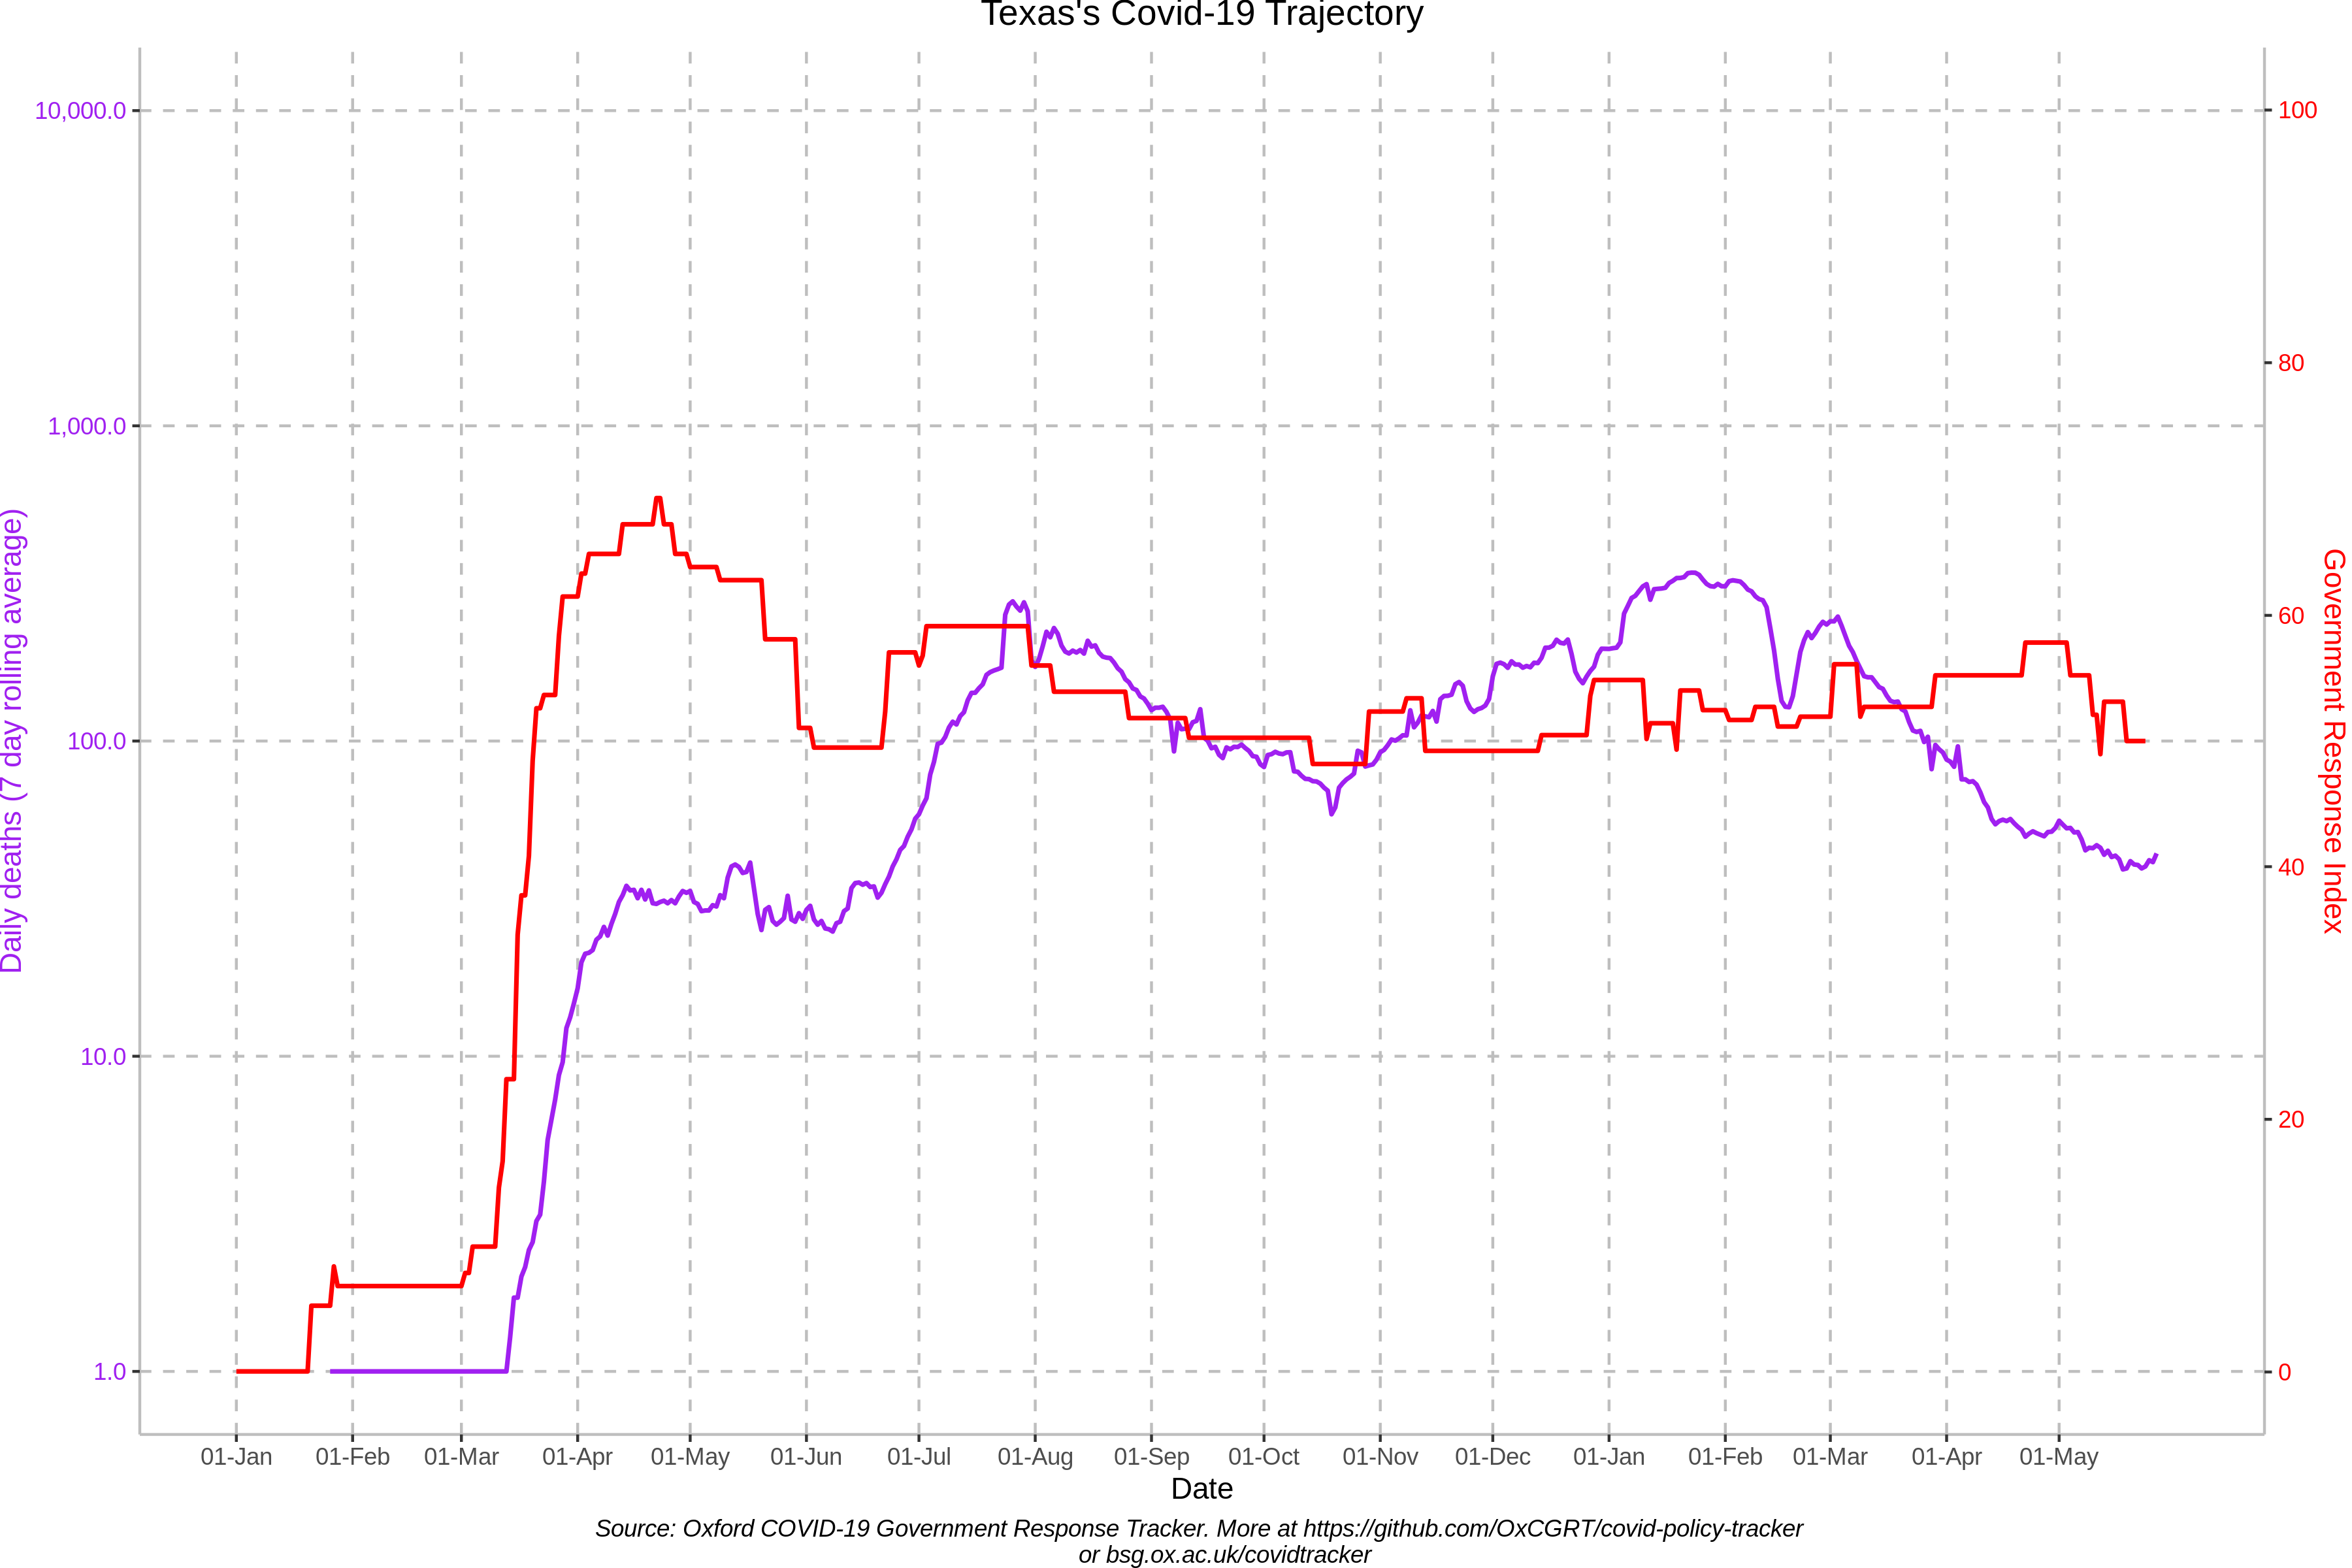 Texas's Covid-19 Trajectory
10,000.0
1,000.0
100.0
10.0
1.0
Daily deaths (7 day rolling average)
100
80
60
40
20
0
Government Response Index
01-Jan 01-Feb 01-Mar 01-Apr 01-May 01-Jun 01-Jul 01-Aug 01-Sep 01-Oct 01-Nov 01-Dec 01-Jan 01-Feb 01-Mar 01-Apr 01-May
Date
Source: Oxford COVID-19 Government Response Tracker. More at https://github.com/OxCGRT/covid-policy-tracker
or bsg.ox.ac.uk/covidtracker